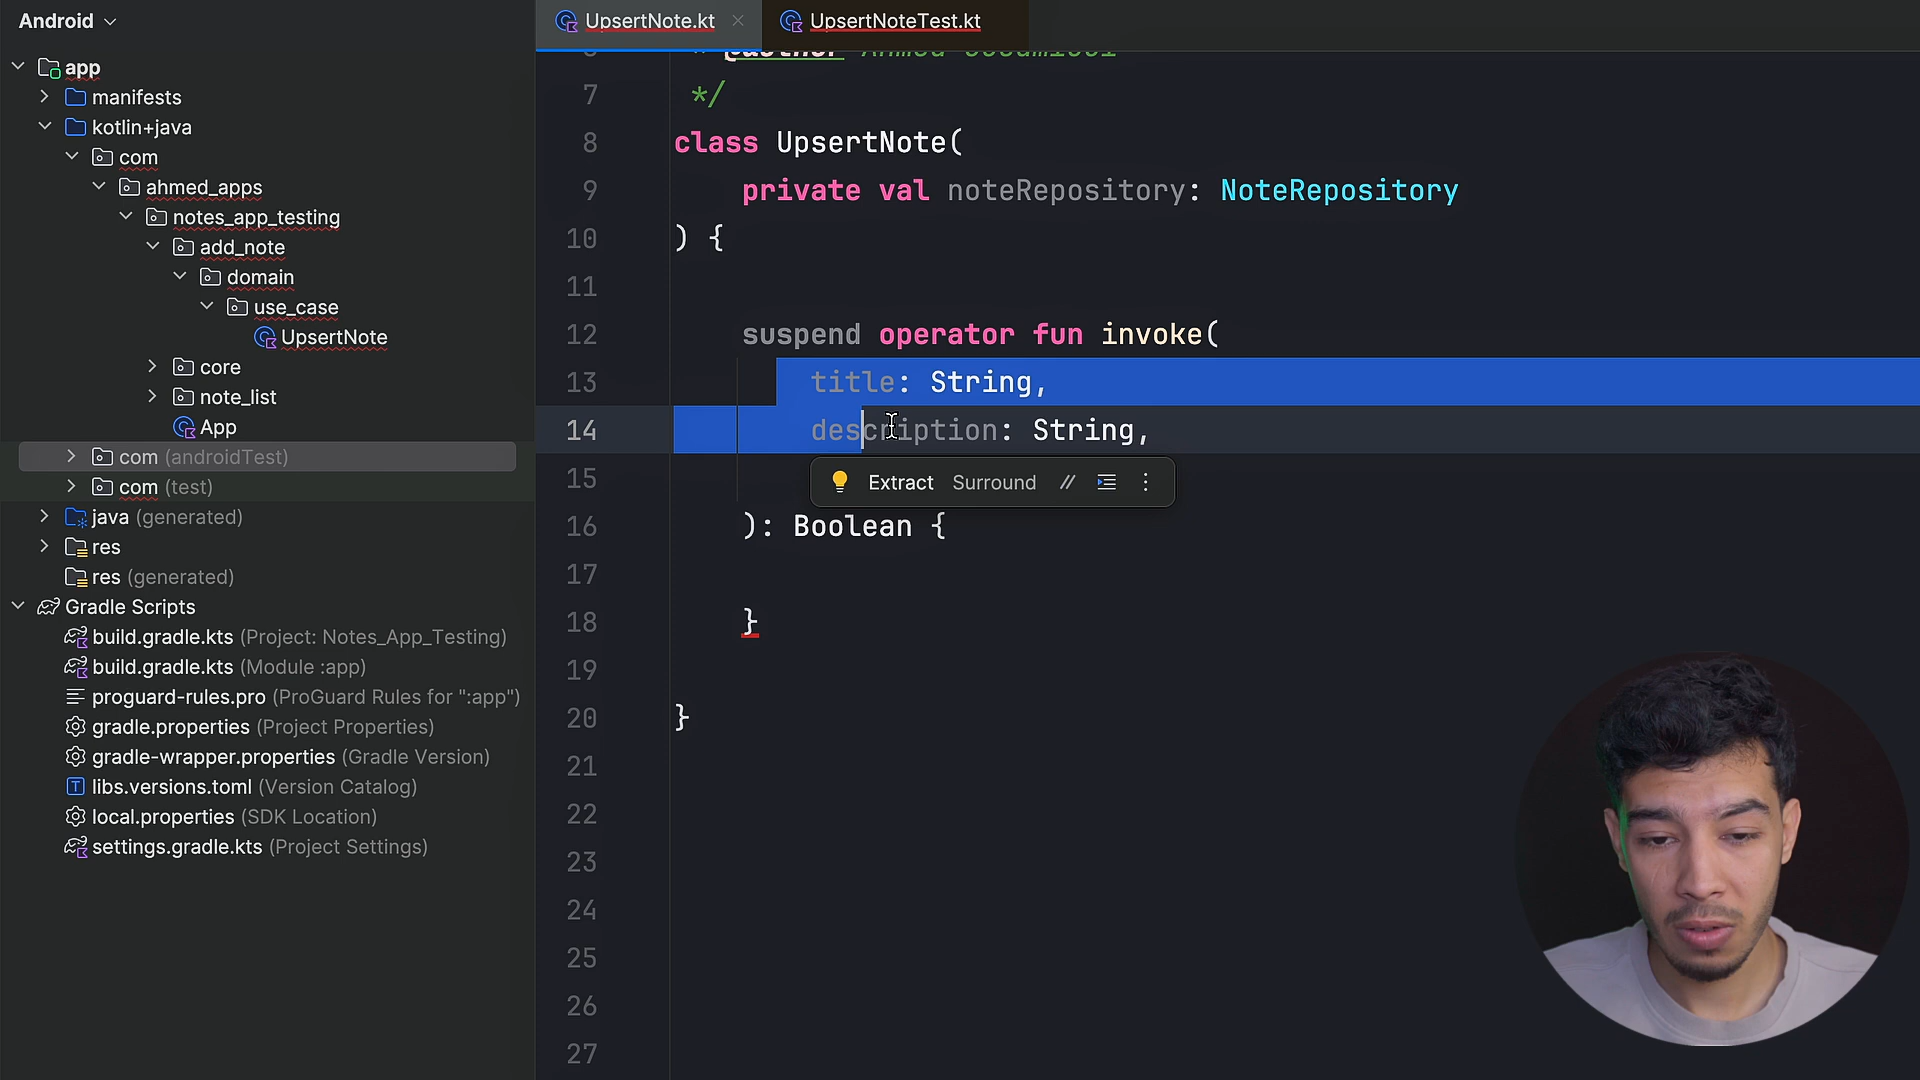 Android
UpsertNote.kt
UpsertNoteTest.kt
app
manifests
kotlin+java
com
ahmed_apps
notes_app_testing
add_note
domain
use_case
UpsertNote
core
note_list
App
com (androidTest)
com (test)
java (generated)
res
res (generated)
Gradle Scripts
build.gradle.kts (Project: Notes_App_Testing)
build.gradle.kts (Module :app)
proguard-rules.pro (ProGuard Rules for ":app")
gradle.properties (Project Properties)
gradle-wrapper.properties (Gradle Version)
libs.versions.toml (Version Catalog)
local.properties (SDK Location)
settings.gradle.kts (Project Settings)
7 */
8 class UpsertNote(
9 private val noteRepository: NoteRepository
10 ) {
11
12 suspend operator fun invoke(
13 title: String,
14 description: String,
15
Extract Surround //
16 ): Boolean {
17
18 }
19
20 }
21
22
23
24
25
26
27